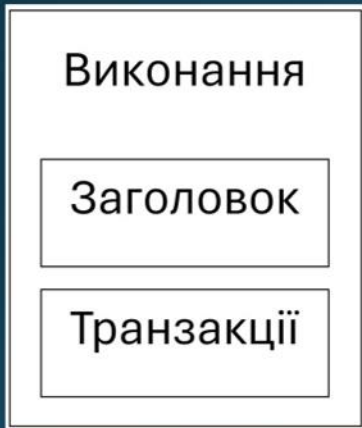 Виконання
Заголовок
Транзакції